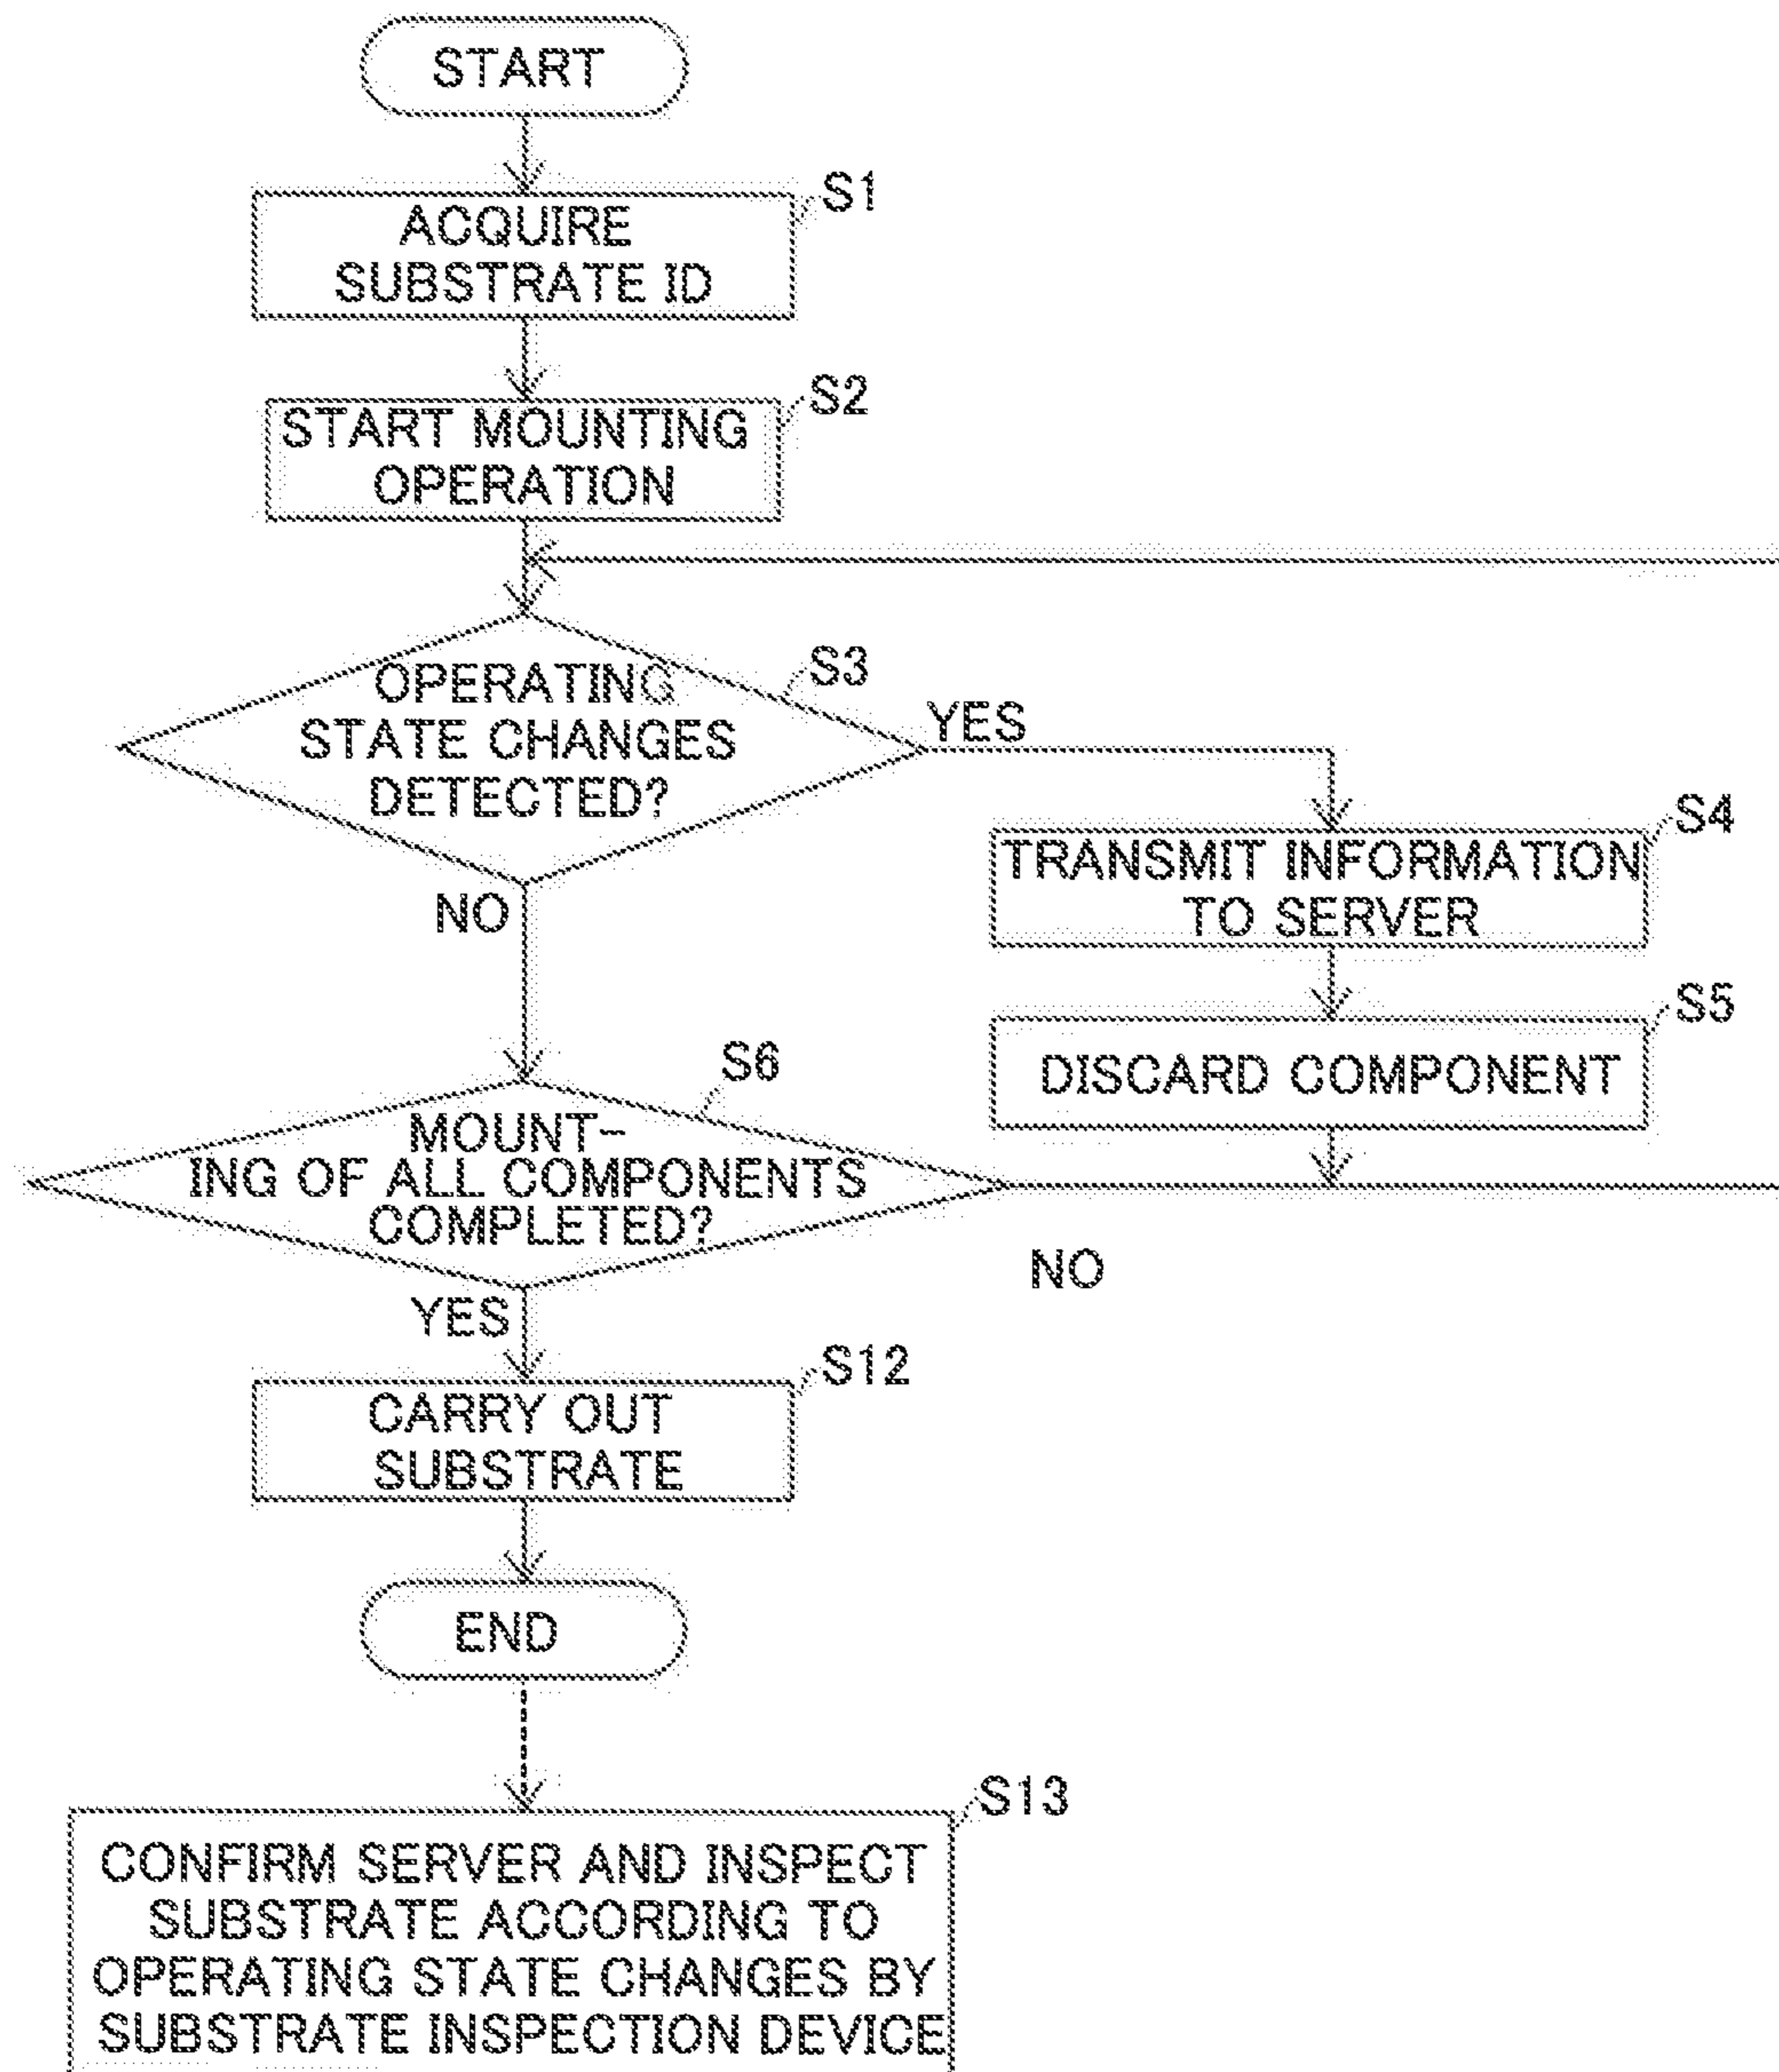 START
S1
ACQUIRE
SUBSTRATE ID
S2
START MOUNTING
OPERATION
S3
OPERATING
STATE CHANGES
DETECTED?
YES
NO
S4
TRANSMIT INFORMATION
TO SERVER
S5
DISCARD COMPONENT
S6
MOUNT-
ING OF ALL COMPONENTS
COMPLETED?
NO
YES
S12
CARRY OUT
SUBSTRATE
END
S13
CONFIRM SERVER AND INSPECT
SUBSTRATE ACCORDING TO
OPERATING STATE CHANGES BY
SUBSTRATE INSPECTION DEVICE